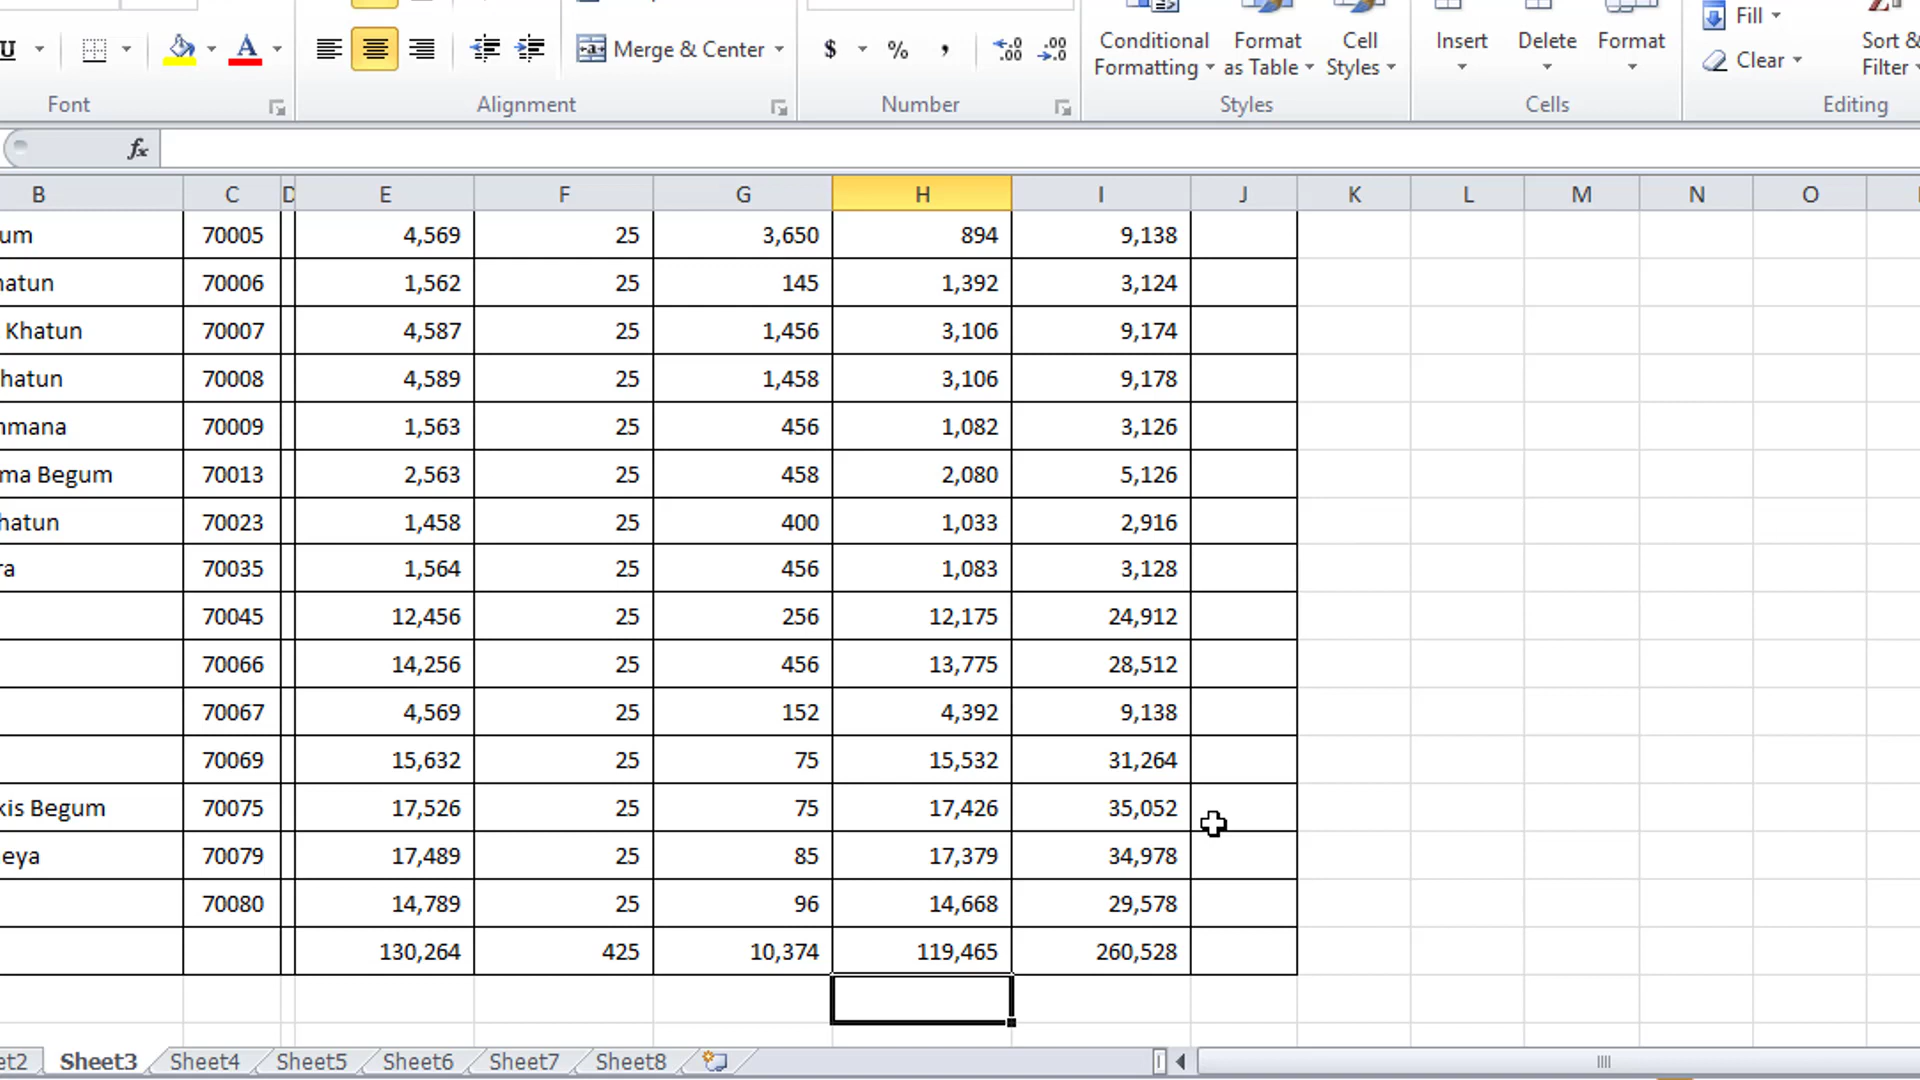 U
Merge & Center
$ % ,
Conditional Formatting
Format as Table
Cell Styles
Insert
Delete
Format
Fill
Clear
Sort &
Filter
Font
Alignment
Number
Styles
Cells
Editing
fx
B C D E F G H I J K L M N O
um 70005 4,569 25 3,650 894 9,138
hatun 70006 1,562 25 145 1,392 3,124
Khatun 70007 4,587 25 1,456 3,106 9,174
hatun 70008 4,589 25 1,458 3,106 9,178
mana 70009 1,563 25 456 1,082 3,126
ma Begum 70013 2,563 25 458 2,080 5,126
hatun 70023 1,458 25 400 1,033 2,916
ra 70035 1,564 25 456 1,083 3,128
70045 12,456 25 256 12,175 24,912
70066 14,256 25 456 13,775 28,512
70067 4,569 25 152 4,392 9,138
70069 15,632 25 75 15,532 31,264
kis Begum 70075 17,526 25 75 17,426 35,052
eya 70079 17,489 25 85 17,379 34,978
70080 14,789 25 96 14,668 29,578
130,264 425 10,374 119,465 260,528
et2 Sheet3 Sheet4 Sheet5 Sheet6 Sheet7 Sheet8